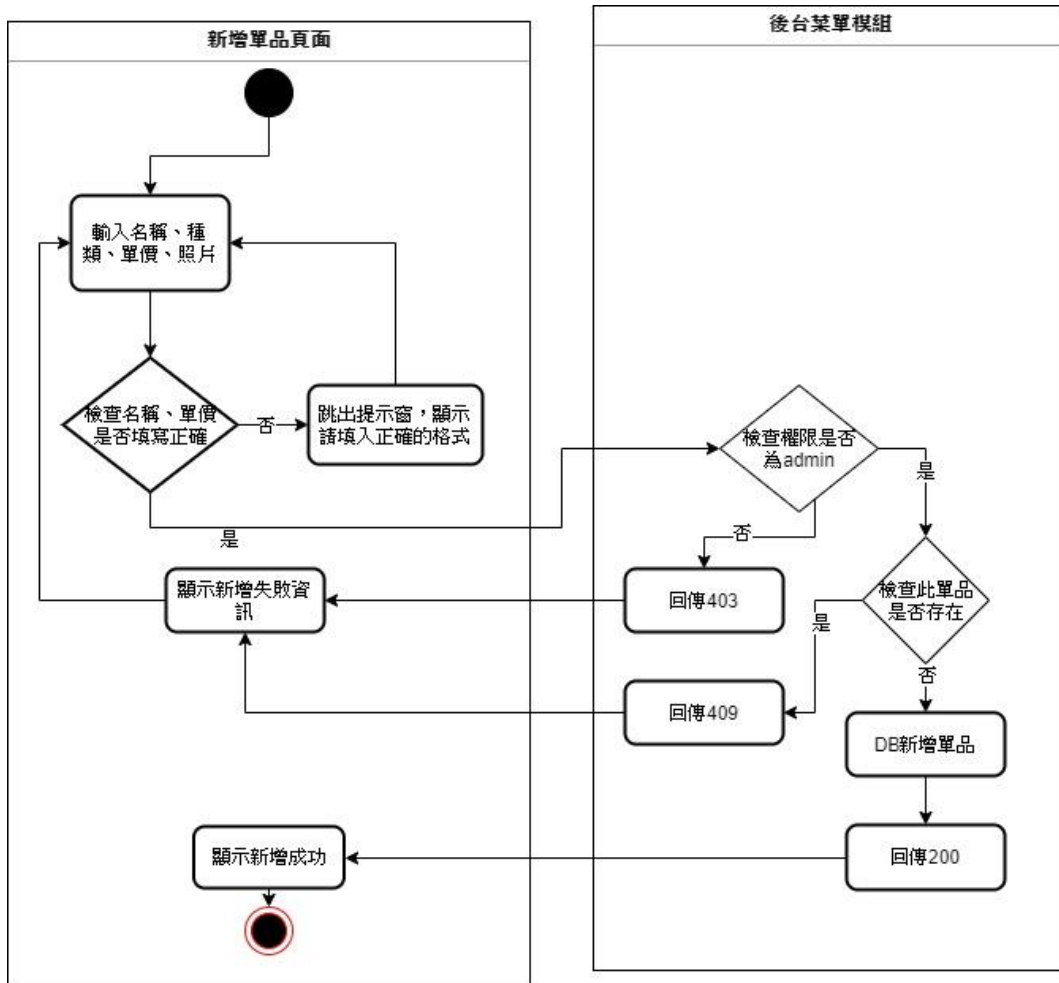 新增單品頁面
後台菜單模組
輸入名稱、種
類、單價、照片
檢查名稱、單價
是否填寫正確
否
跳出提示窗，顯示
請填入正確的格式
是
檢查權限是否
為admin
是
否
回傳403
顯示新增失敗資
訊
檢查此單品
是否存在
是
否
回傳409
DB新增單品
回傳200
顯示新增成功